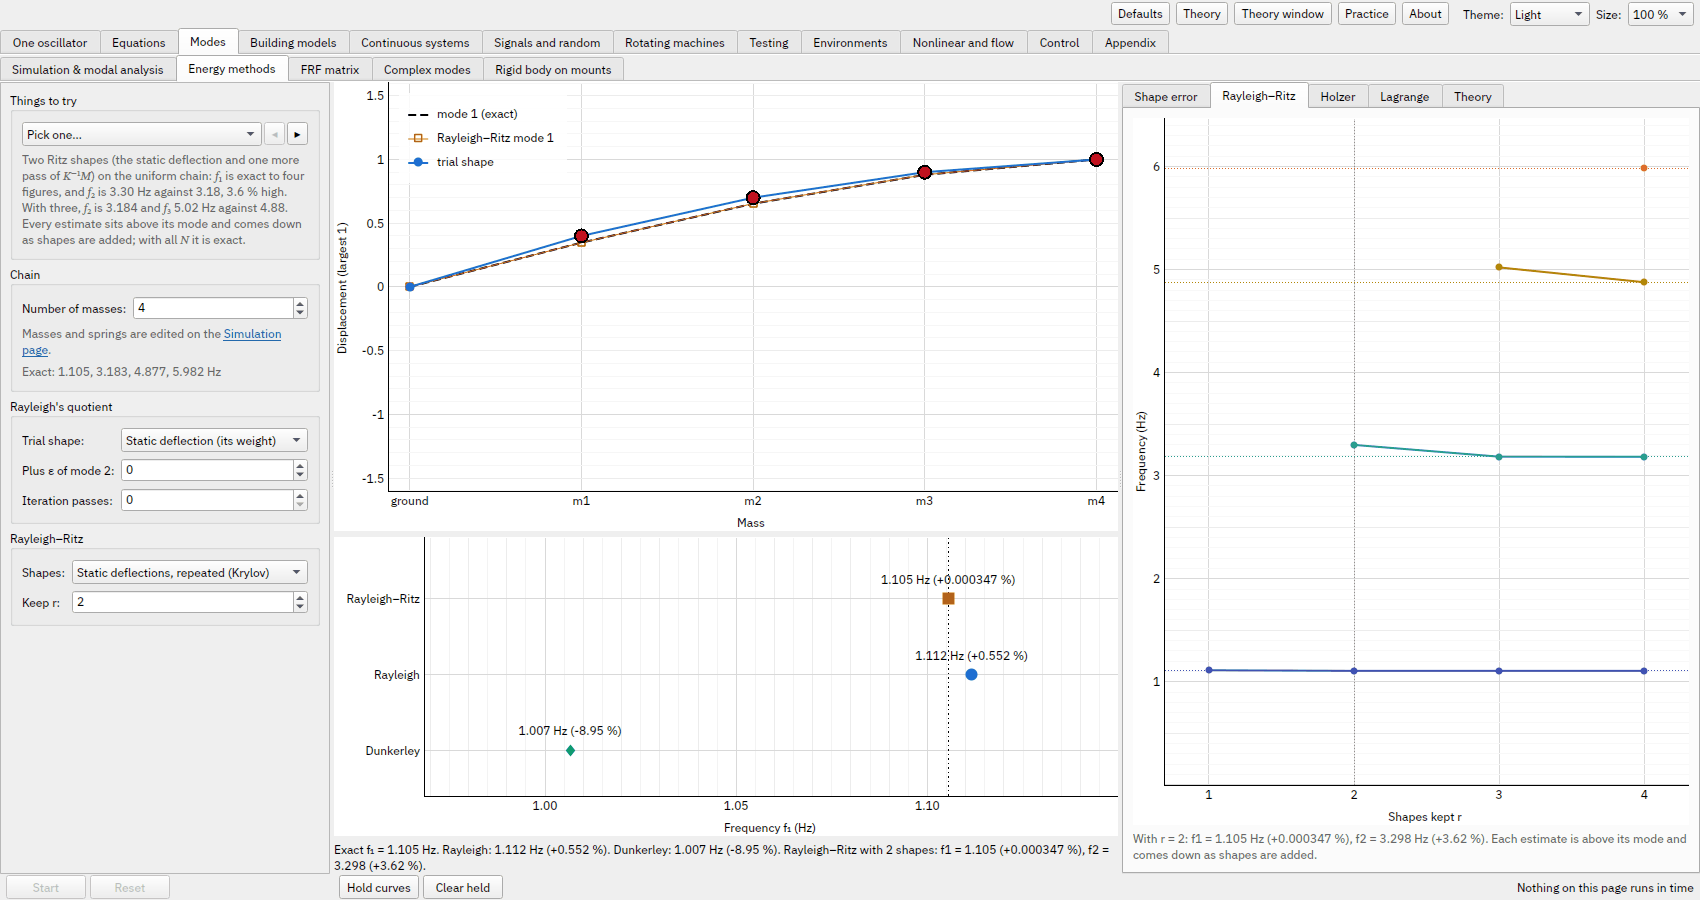 Defaults
Theory
Theory window
Practice
About
Theme:
Light
Size:
100 %
One oscillator
Equations
Modes
Building models
Continuous systems
Signals and random
Rotating machines
Testing
Environments
Nonlinear and flow
Control
Appendix
Simulation & modal analysis
Energy methods
FRF matrix
Complex modes
Rigid body on mounts
Things to try
Pick one...
Two Ritz shapes (the static deflection and one more
pass of K⁻¹M) on the uniform chain: f₁ is exact to four
figures, and f₂ is 3.30 Hz against 3.18, 3.6 % high.
With three, f₂ is 3.184 and f₃ 5.02 Hz against 4.88.
Every estimate sits above its mode and comes down
as shapes are added; with all N it is exact.
Chain
Number of masses:
4
Masses and springs are edited on the Simulation
page.
Exact: 1.105, 3.183, 4.877, 5.982 Hz
Rayleigh's quotient
Trial shape:
Static deflection (its weight)
Plus ε of mode 2:
0
Iteration passes:
0
Rayleigh–Ritz
Shapes:
Static deflections, repeated (Krylov)
Keep r:
2
Start
Reset
mode 1 (exact)
Rayleigh–Ritz mode 1
trial shape
1.5
1
0.5
0
-0.5
-1
-1.5
Displacement (largest 1)
ground
m1
m2
m3
m4
Mass
Rayleigh–Ritz
Rayleigh
Dunkerley
1.105 Hz (+0.000347 %)
1.112 Hz (+0.552 %)
1.007 Hz (-8.95 %)
1.00
1.05
1.10
Frequency f₁ (Hz)
Exact f₁ = 1.105 Hz. Rayleigh: 1.112 Hz (+0.552 %). Dunkerley: 1.007 Hz (-8.95 %). Rayleigh–Ritz with 2 shapes: f1 = 1.105 (+0.000347 %), f2 =
3.298 (+3.62 %).
Hold curves
Clear held
Shape error
Rayleigh–Ritz
Holzer
Lagrange
Theory
6
5
4
3
2
1
Frequency (Hz)
1
2
3
4
Shapes kept r
With r = 2: f1 = 1.105 Hz (+0.000347 %), f2 = 3.298 Hz (+3.62 %). Each estimate is above its mode and
comes down as shapes are added.
Nothing on this page runs in time